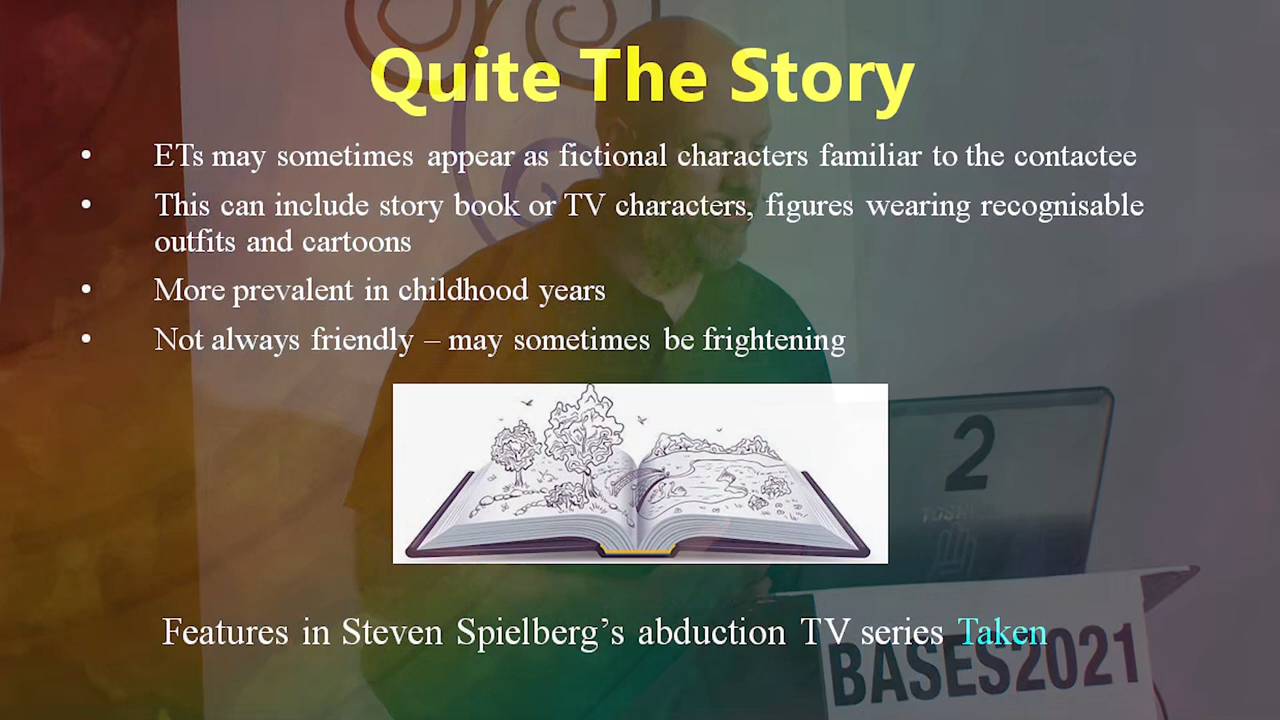 Quite The Story
• ETs may sometimes appear as fictional characters familiar to the contactee
• This can include story book or TV characters, figures wearing recognisable
outfits and cartoons
• More prevalent in childhood years
• Not always friendly – may sometimes be frightening
2
Features in Steven Spielberg’s abduction TV series Taken
BASES2021